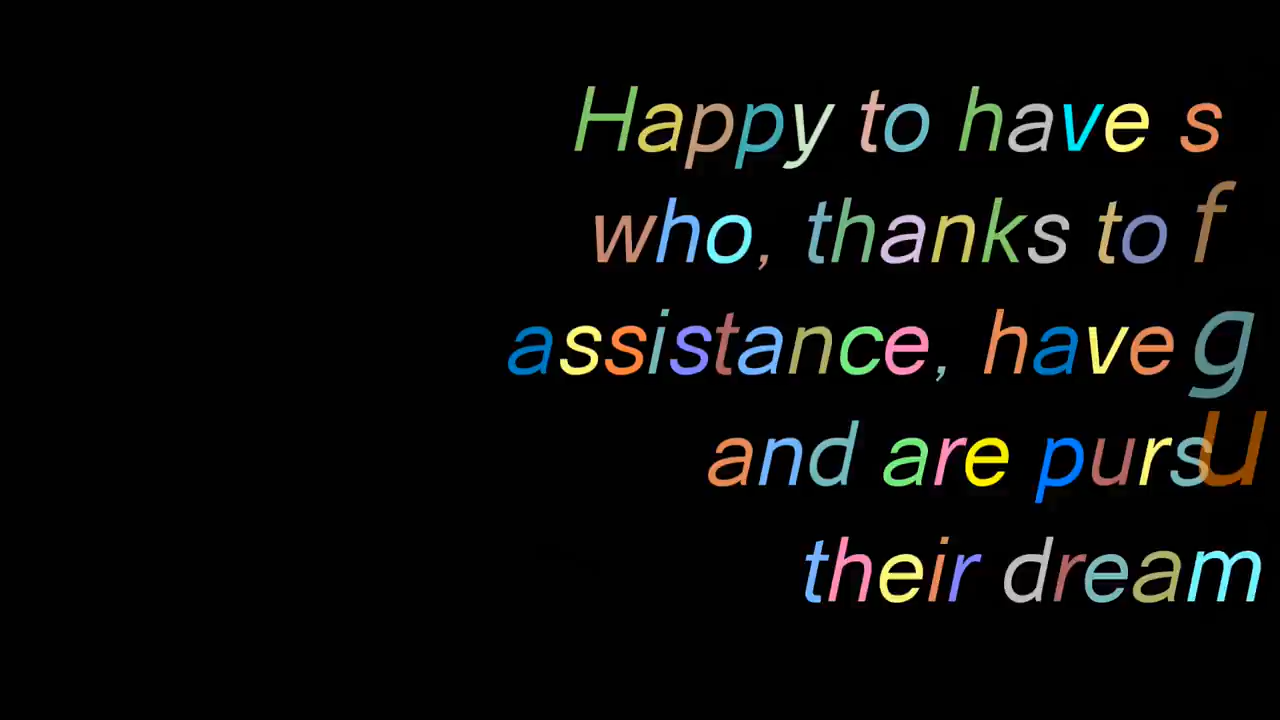 Happy to have s
who, thanks to f
assistance, have g
and are pursu
their dream